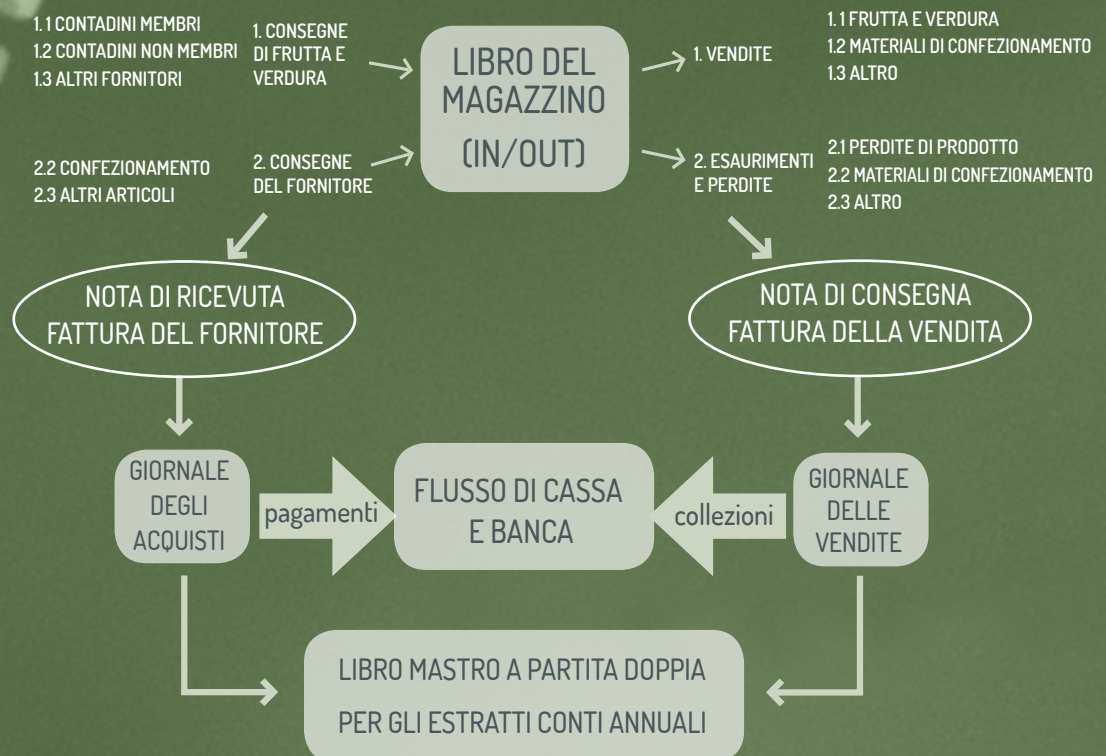 1. 1 CONTADINI MEMBRI
1.2 CONTADINI NON MEMBRI
1.3 ALTRI FORNITORI
1. CONSEGNE
DI FRUTTA E
VERDURA
LIBRO DEL
MAGAZZINO
(IN/OUT)
1. VENDITE
1. 1 FRUTTA E VERDURA
1.2 MATERIALI DI CONFEZIONAMENTO
1.3 ALTRO
2.2 CONFEZIONAMENTO
2.3 ALTRI ARTICOLI
2. CONSEGNE
DEL FORNITORE
2. ESAURIMENTI
E PERDITE
2.1 PERDITE DI PRODOTTO
2.2 MATERIALI DI CONFEZIONAMENTO
2.3 ALTRO
NOTA DI RICEVUTA
FATTURA DEL FORNITORE
NOTA DI CONSEGNA
FATTURA DELLA VENDITA
GIORNALE
DEGLI
ACQUISTI
pagamenti
FLUSSO DI CASSA
E BANCA
collezioni
GIORNALE
DELLE
VENDITE
LIBRO MASTRO A PARTITA DOPPIA
PER GLI ESTRATTI CONTI ANNUALI